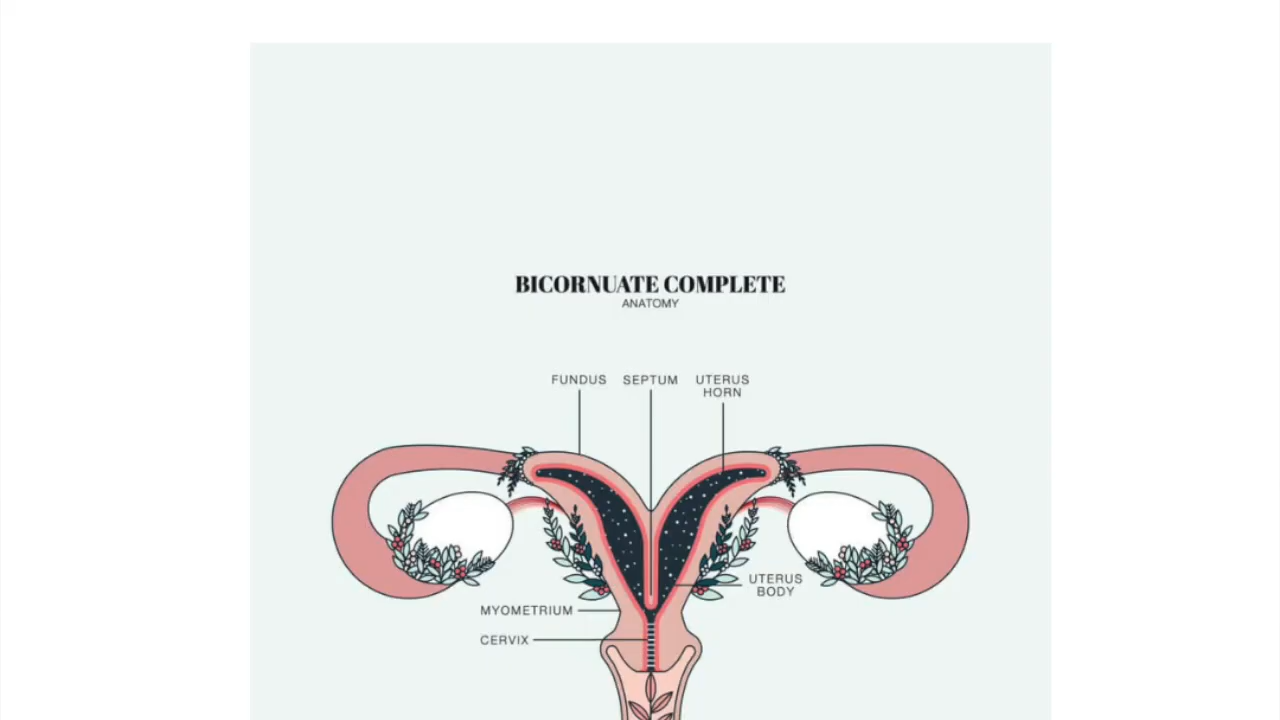 BICORNUATE COMPLETE
ANATOMY
FUNDUS
SEPTUM
UTERUS
HORN
UTERUS
BODY
MYOMETRIUM
CERVIX